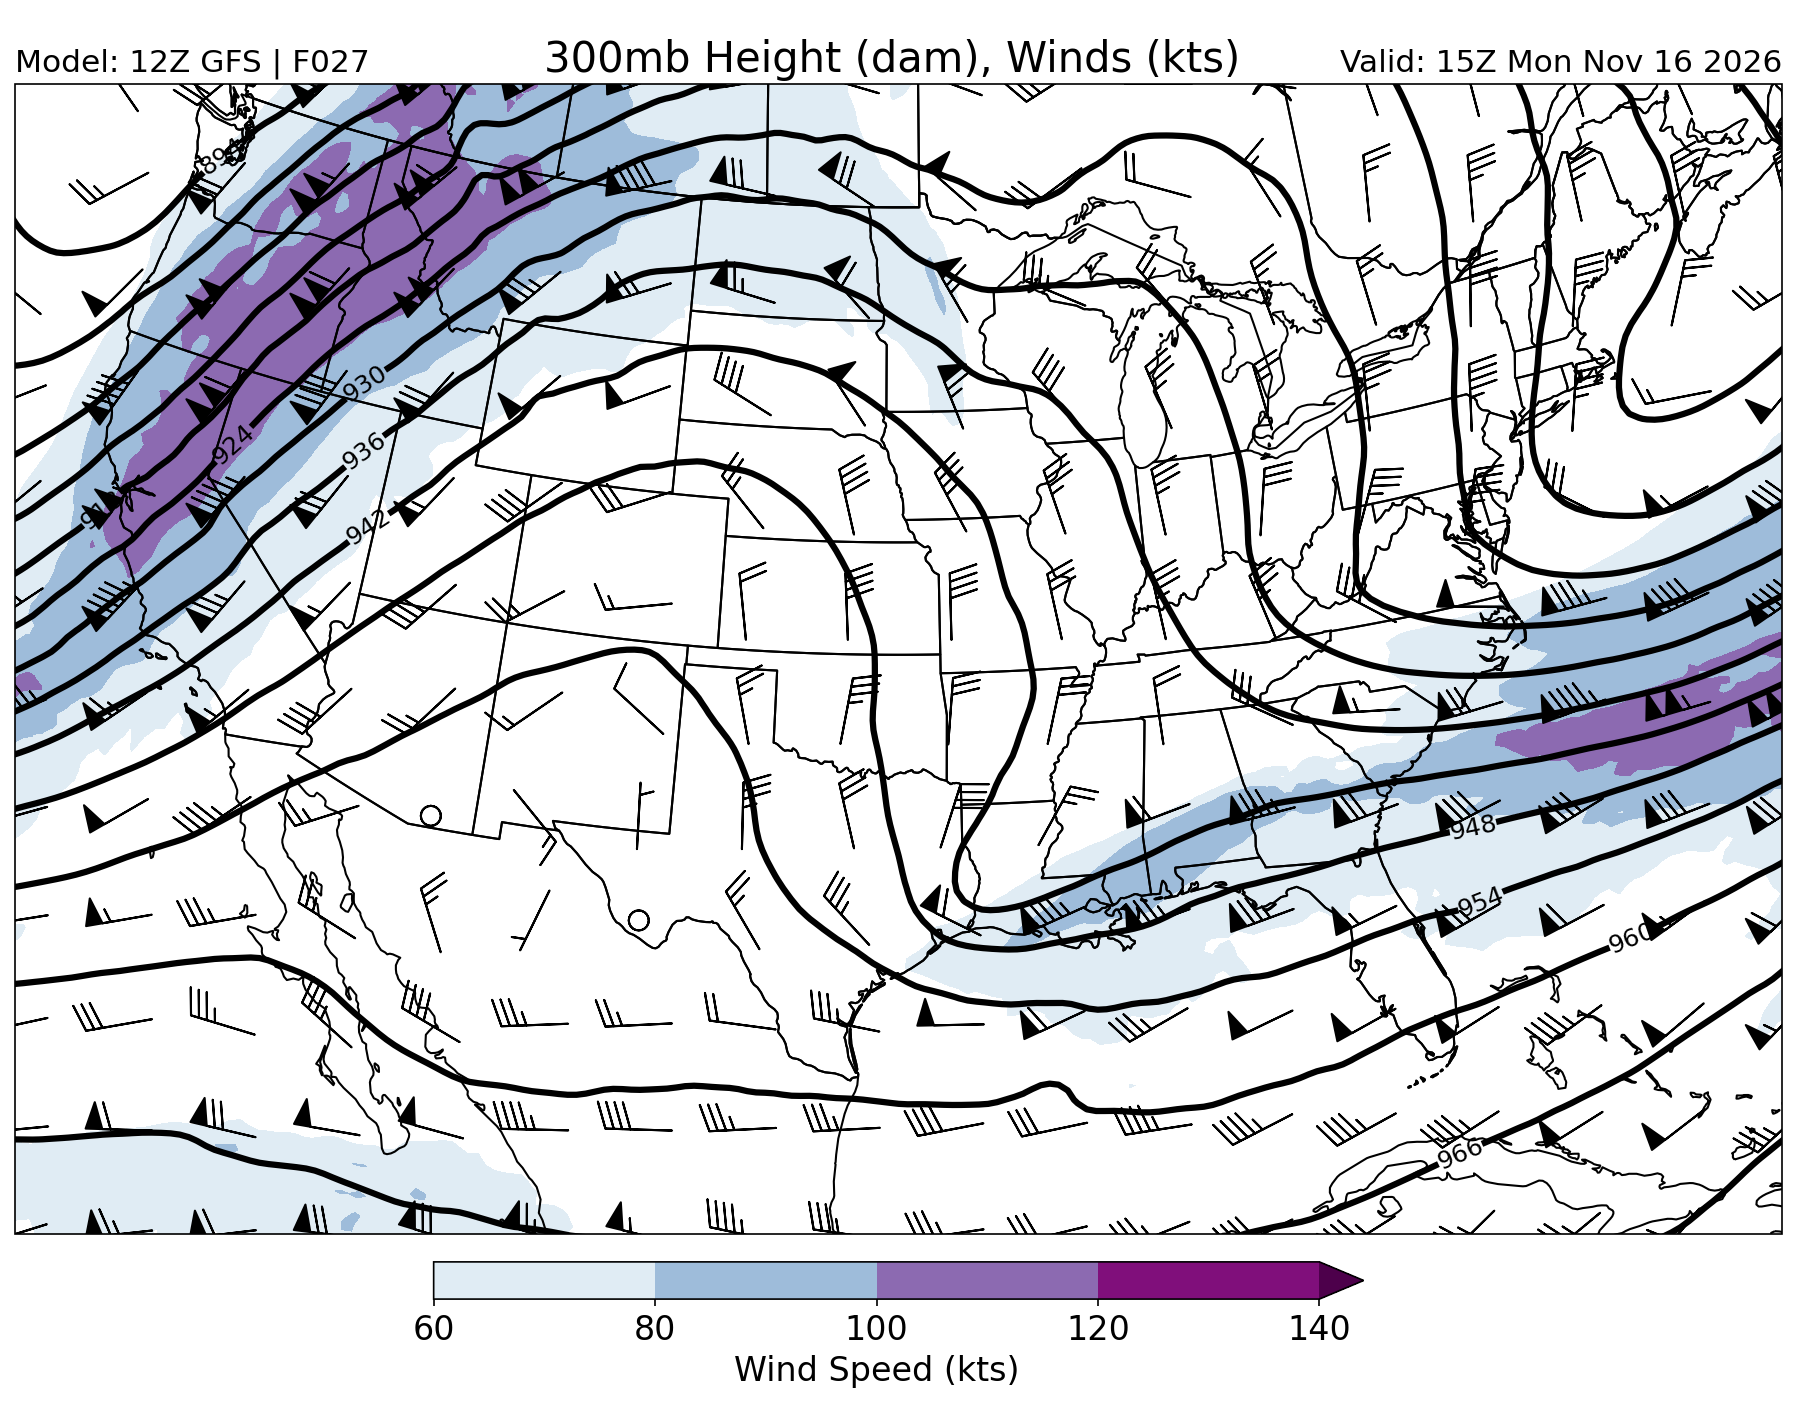 Model: 12Z GFS | F027
300mb Height (dam), Winds (kts)
Valid: 15Z Mon Nov 16 2026
894
930
924
936
942
948
954
960
966
60 80 100 120 140
Wind Speed (kts)